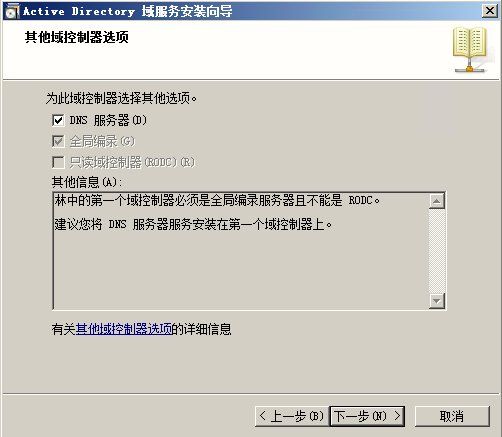 Active Directory 域服务安装向导
其他域控制器选项
为此域控制器选择其他选项。
DNS 服务器(D)
全局编录(G)
只读域控制器(RODC)(R)
其他信息(A):
林中的第一个域控制器必须是全局编录服务器且不能是 RODC。
建议您将 DNS 服务器服务安装在第一个域控制器上。
有关其他域控制器选项的详细信息
< 上一步(B) 下一步(N) > 取消